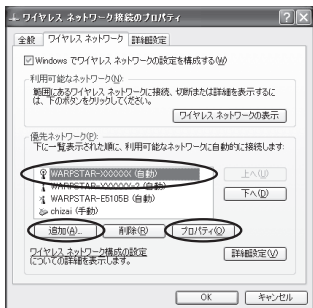 ワイヤレス ネットワーク接続のプロパティ
全般 ワイヤレス ネットワーク 詳細設定
Windows でワイヤレス ネットワークの設定を構成する(W)
利用可能なネットワーク(N):
範囲にあるワイヤレス ネットワークに接続、切断または詳細を表示するに
は、下のボタンをクリックしてください。
ワイヤレス ネットワークの表示
優先ネットワーク(P):
下に一覧表示された順に、利用可能なネットワークに自動的に接続します:
WARPSTAR-XXXXXX (自動)
上へ(U)
WARPSTAR-XXXXXX-2 (自動)
WARPSTAR-E5105B (自動)
下へ(D)
chizai (手動)
追加(A)... 削除(R) プロパティ(O)
ワイヤレス ネットワーク構成の設定
についての詳細を表示します。
詳細設定(V)
OK キャンセル